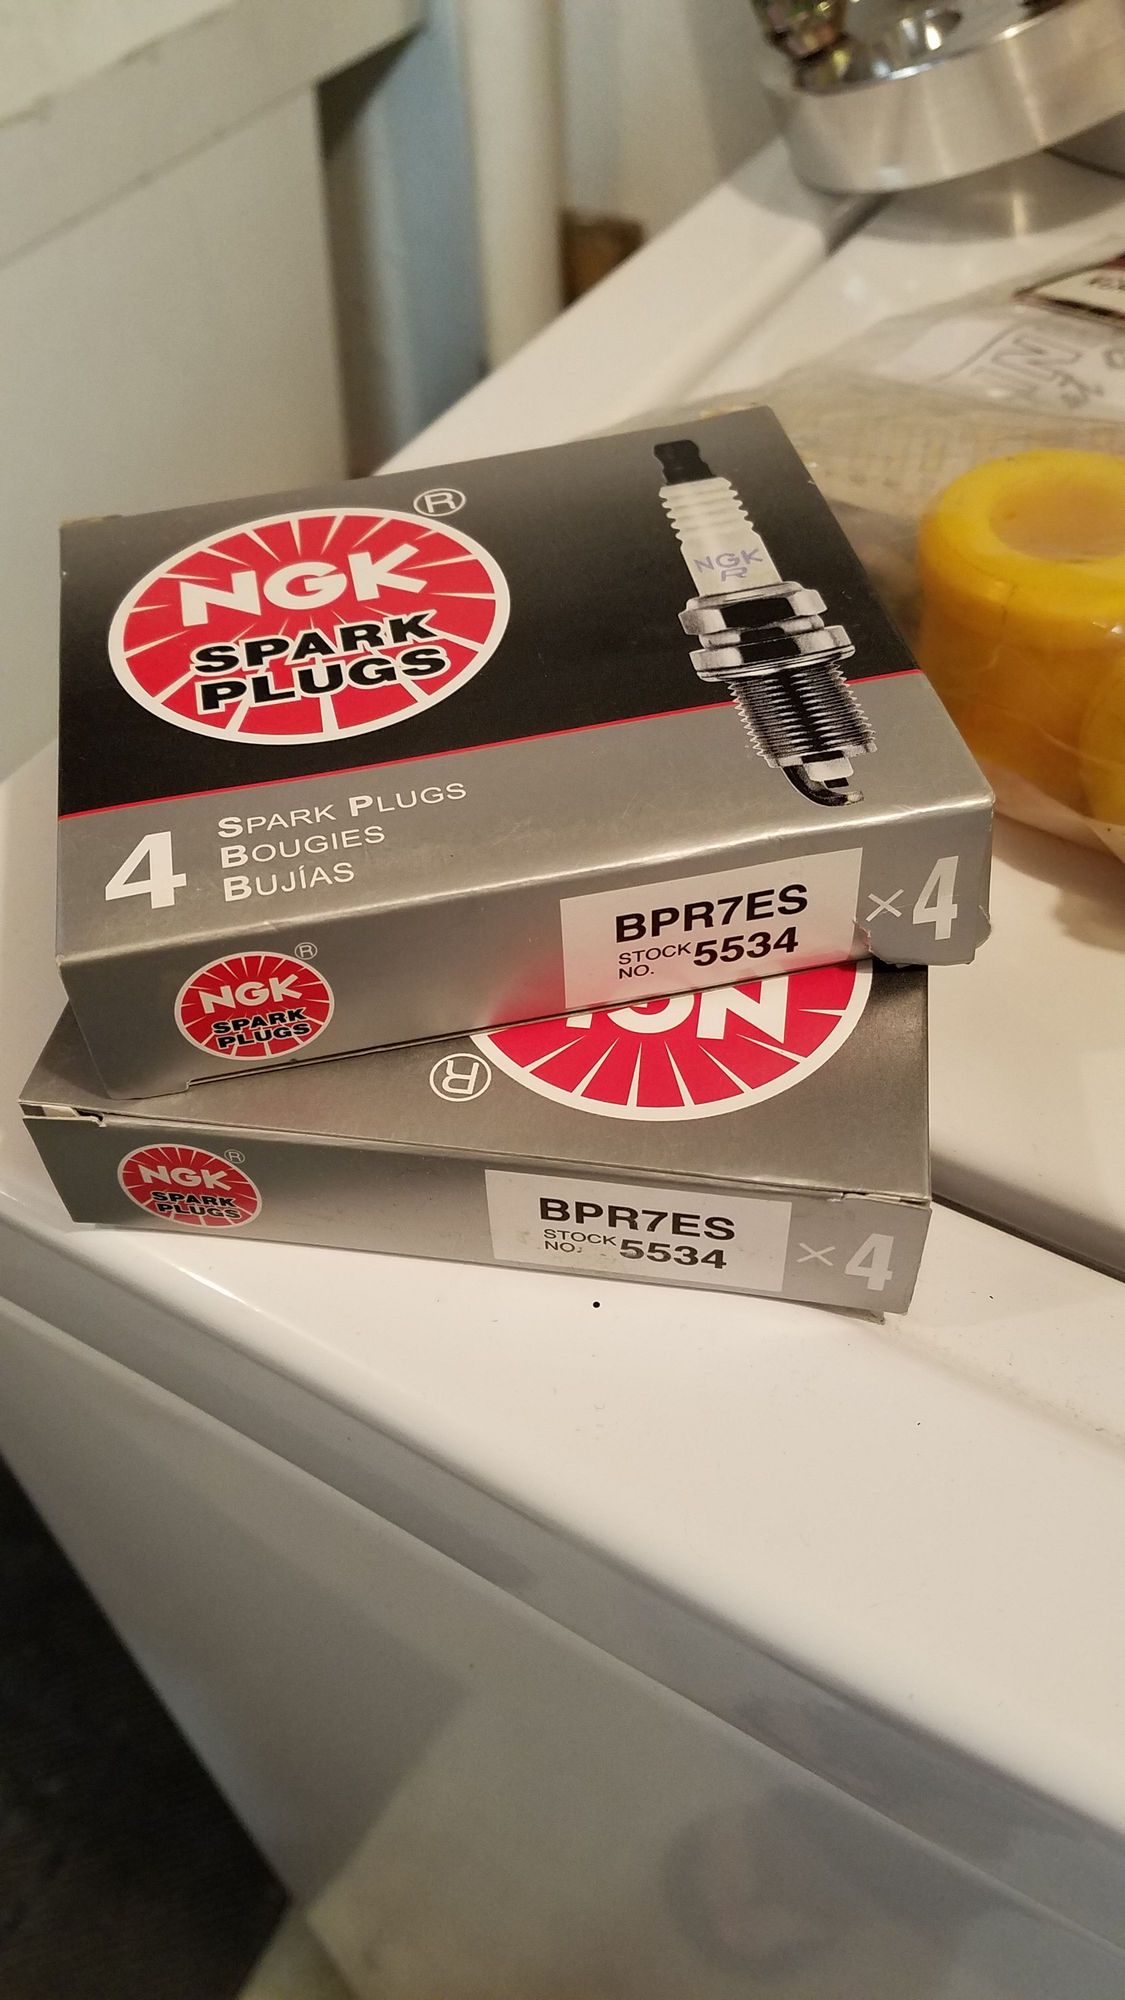 ®
NGK
SPARK
PLUGS
NGK
R
4
SPARK PLUGS
BOUGIES
BUJÍAS
BPR7ES
STOCK
NO. 5534
×4
®
NGK
SPARK
PLUGS
NGK
®
®
NGK
SPARK
PLUGS
BPR7ES
STOCK
NO. 5534
×4